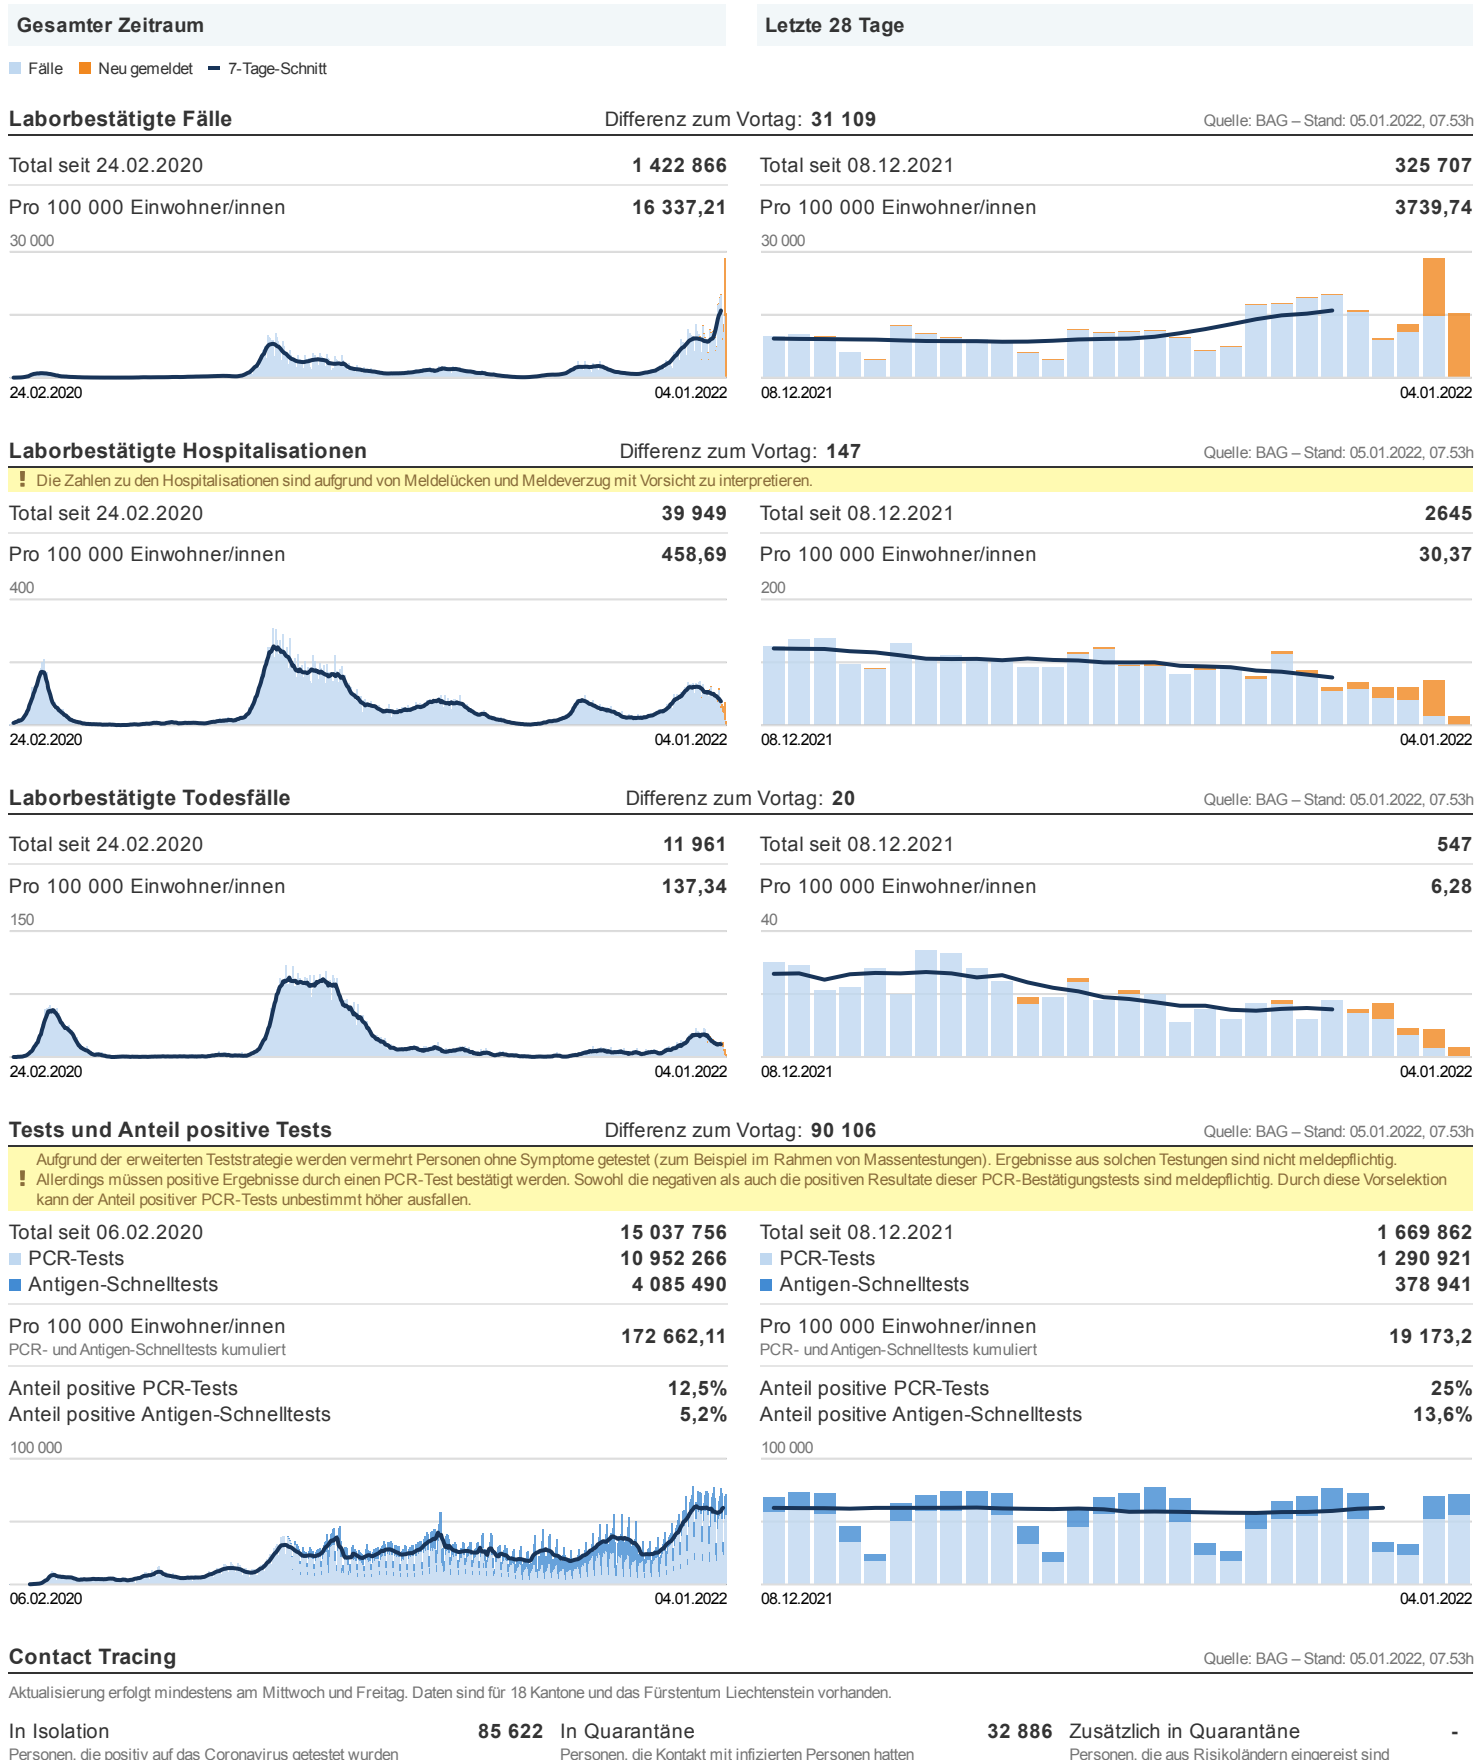 Gesamter Zeitraum
Letzte 28 Tage
Fälle Neu gemeldet 7-Tage-Schnitt
Laborbestätigte Fälle Differenz zum Vortag: 31 109 Quelle: BAG – Stand: 05.01.2022, 07.53h
Total seit 24.02.2020 1 422 866 Total seit 08.12.2021 325 707
Pro 100 000 Einwohner/innen 16 337,21 Pro 100 000 Einwohner/innen 3739,74
30 000 30 000
24.02.2020 04.01.2022 08.12.2021 04.01.2022
Laborbestätigte Hospitalisationen Differenz zum Vortag: 147 Quelle: BAG – Stand: 05.01.2022, 07.53h
! Die Zahlen zu den Hospitalisationen sind aufgrund von Meldelücken und Meldeverzug mit Vorsicht zu interpretieren.
Total seit 24.02.2020 39 949 Total seit 08.12.2021 2645
Pro 100 000 Einwohner/innen 458,69 Pro 100 000 Einwohner/innen 30,37
400 200
24.02.2020 04.01.2022 08.12.2021 04.01.2022
Laborbestätigte Todesfälle Differenz zum Vortag: 20 Quelle: BAG – Stand: 05.01.2022, 07.53h
Total seit 24.02.2020 11 961 Total seit 08.12.2021 547
Pro 100 000 Einwohner/innen 137,34 Pro 100 000 Einwohner/innen 6,28
150 40
24.02.2020 04.01.2022 08.12.2021 04.01.2022
Tests und Anteil positive Tests Differenz zum Vortag: 90 106 Quelle: BAG – Stand: 05.01.2022, 07.53h
Aufgrund der erweiterten Teststrategie werden vermehrt Personen ohne Symptome getestet (zum Beispiel im Rahmen von Massentestungen). Ergebnisse aus solchen Testungen sind nicht meldepflichtig.
! Allerdings müssen positive Ergebnisse durch einen PCR-Test bestätigt werden. Sowohl die negativen als auch die positiven Resultate dieser PCR-Bestätigungstests sind meldepflichtig. Durch diese Vorselektion
kann der Anteil positiver PCR-Tests unbestimmt höher ausfallen.
Total seit 06.02.2020 15 037 756 Total seit 08.12.2021 1 669 862
PCR-Tests 10 952 266 PCR-Tests 1 290 921
Antigen-Schnelltests 4 085 490 Antigen-Schnelltests 378 941
Pro 100 000 Einwohner/innen 172 662,11 Pro 100 000 Einwohner/innen 19 173,2
PCR- und Antigen-Schnelltests kumuliert PCR- und Antigen-Schnelltests kumuliert
Anteil positive PCR-Tests 12,5% Anteil positive PCR-Tests 25%
Anteil positive Antigen-Schnelltests 5,2% Anteil positive Antigen-Schnelltests 13,6%
100 000 100 000
06.02.2020 04.01.2022 08.12.2021 04.01.2022
Contact Tracing Quelle: BAG – Stand: 05.01.2022, 07.53h
Aktualisierung erfolgt mindestens am Mittwoch und Freitag. Daten sind für 18 Kantone und das Fürstentum Liechtenstein vorhanden.
In Isolation 85 622 In Quarantäne 32 886 Zusätzlich in Quarantäne -
Personen, die positiv auf das Coronavirus getestet wurden Personen, die Kontakt mit infizierten Personen hatten Personen, die aus Risikoländern eingereist sind